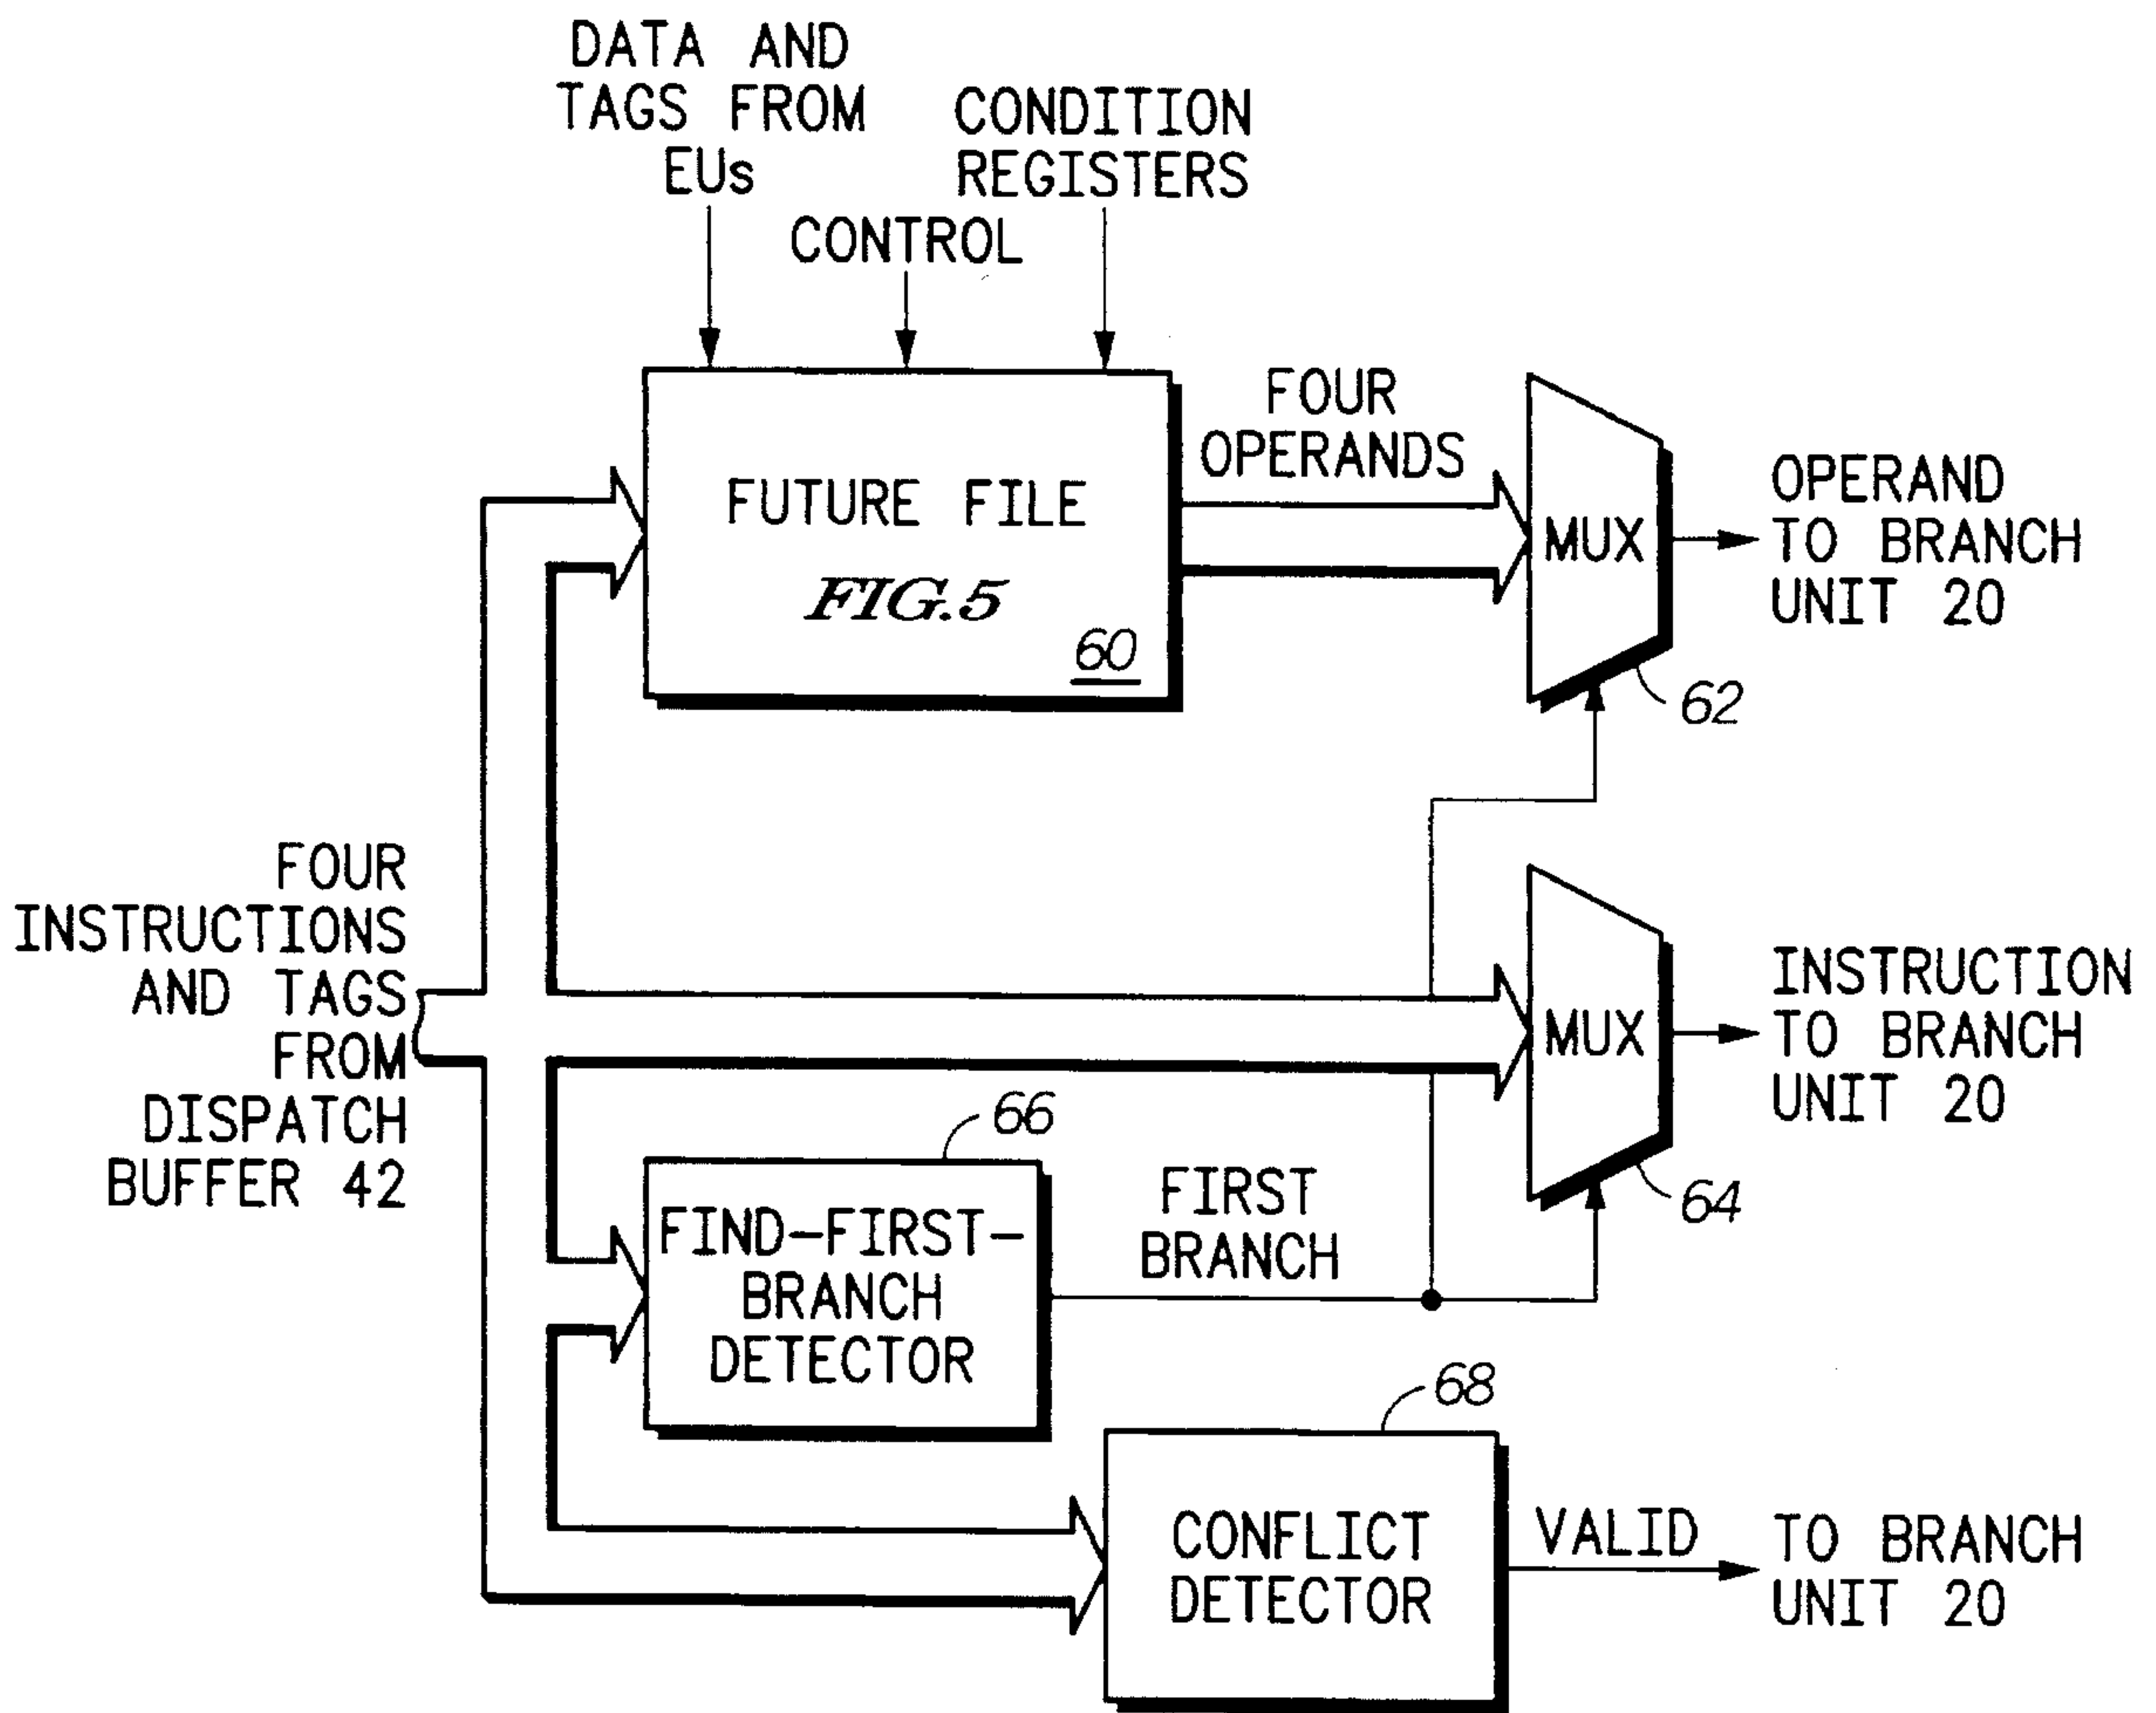 DATA AND
TAGS FROM
EUs
CONTROL
CONDITION
REGISTERS
FUTURE FILE
FIG.5
60
FOUR
OPERANDS
MUX
62
OPERAND
TO BRANCH
UNIT 20
FOUR
INSTRUCTIONS
AND TAGS
FROM
DISPATCH
BUFFER 42
MUX
64
INSTRUCTION
TO BRANCH
UNIT 20
66
FIND-FIRST-
BRANCH
DETECTOR
FIRST
BRANCH
68
CONFLICT
DETECTOR
VALID
TO BRANCH
UNIT 20